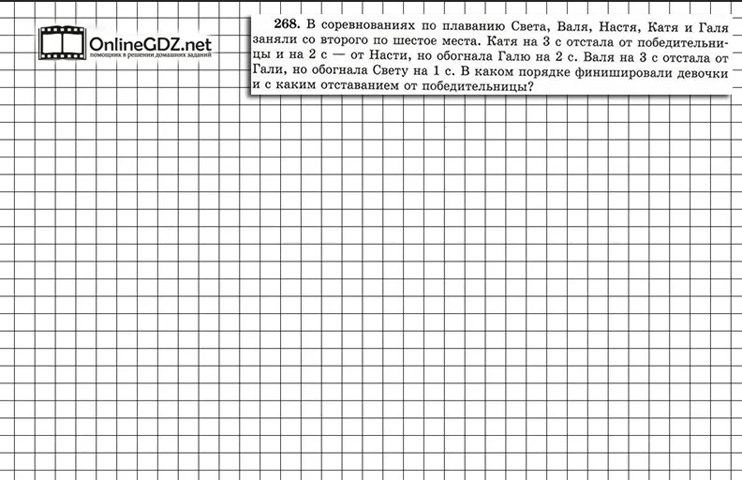 OnlineGDZ.net
помощник в решении домашних заданий
268. В соревнованиях по плаванию Света, Валя, Настя, Катя и Галя
заняли со второго по шестое места. Катя на 3 с отстала от победительни-
цы и на 2 с — от Насти, но обогнала Галю на 2 с. Валя на 3 с отстала от
Гали, но обогнала Свету на 1 с. В каком порядке финишировали девочки
и с каким отставанием от победительницы?